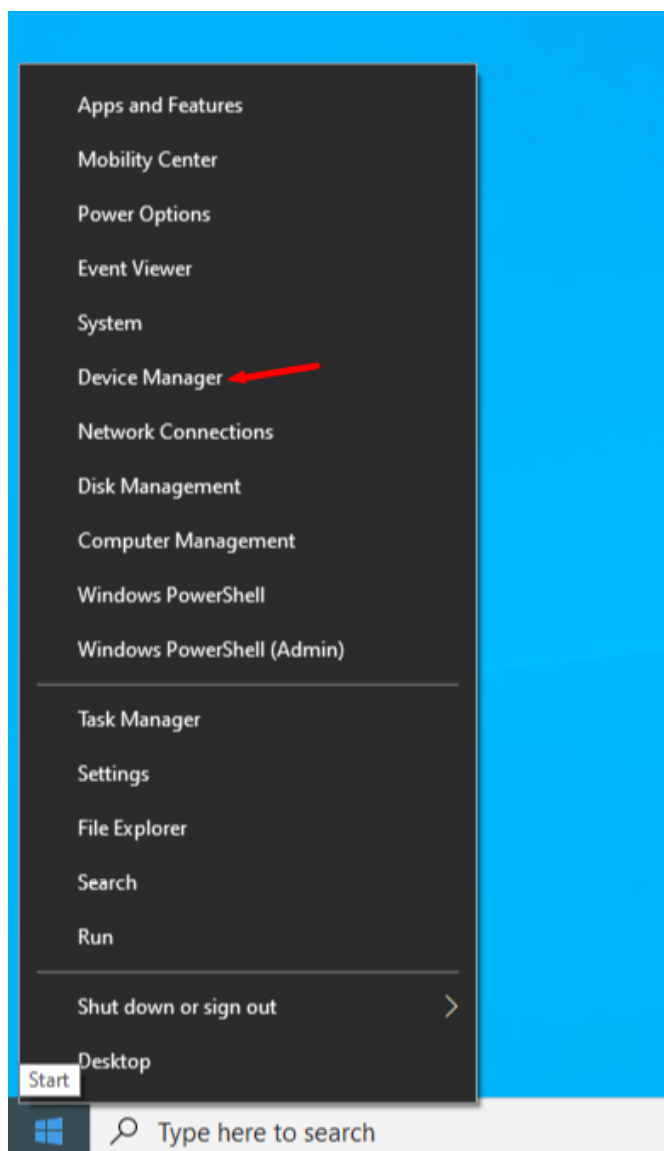 Apps and Features
Mobility Center
Power Options
Event Viewer
System
Device Manager
Network Connections
Disk Management
Computer Management
Windows PowerShell
Windows PowerShell (Admin)
Task Manager
Settings
File Explorer
Search
Run
Shut down or sign out
Desktop
Start
Type here to search